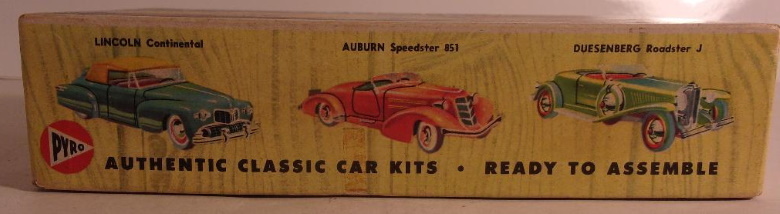 LINCOLN Continental
AUBURN Speedster 851
DUESENBERG Roadster J
PYRO
AUTHENTIC CLASSIC CAR KITS • READY TO ASSEMBLE